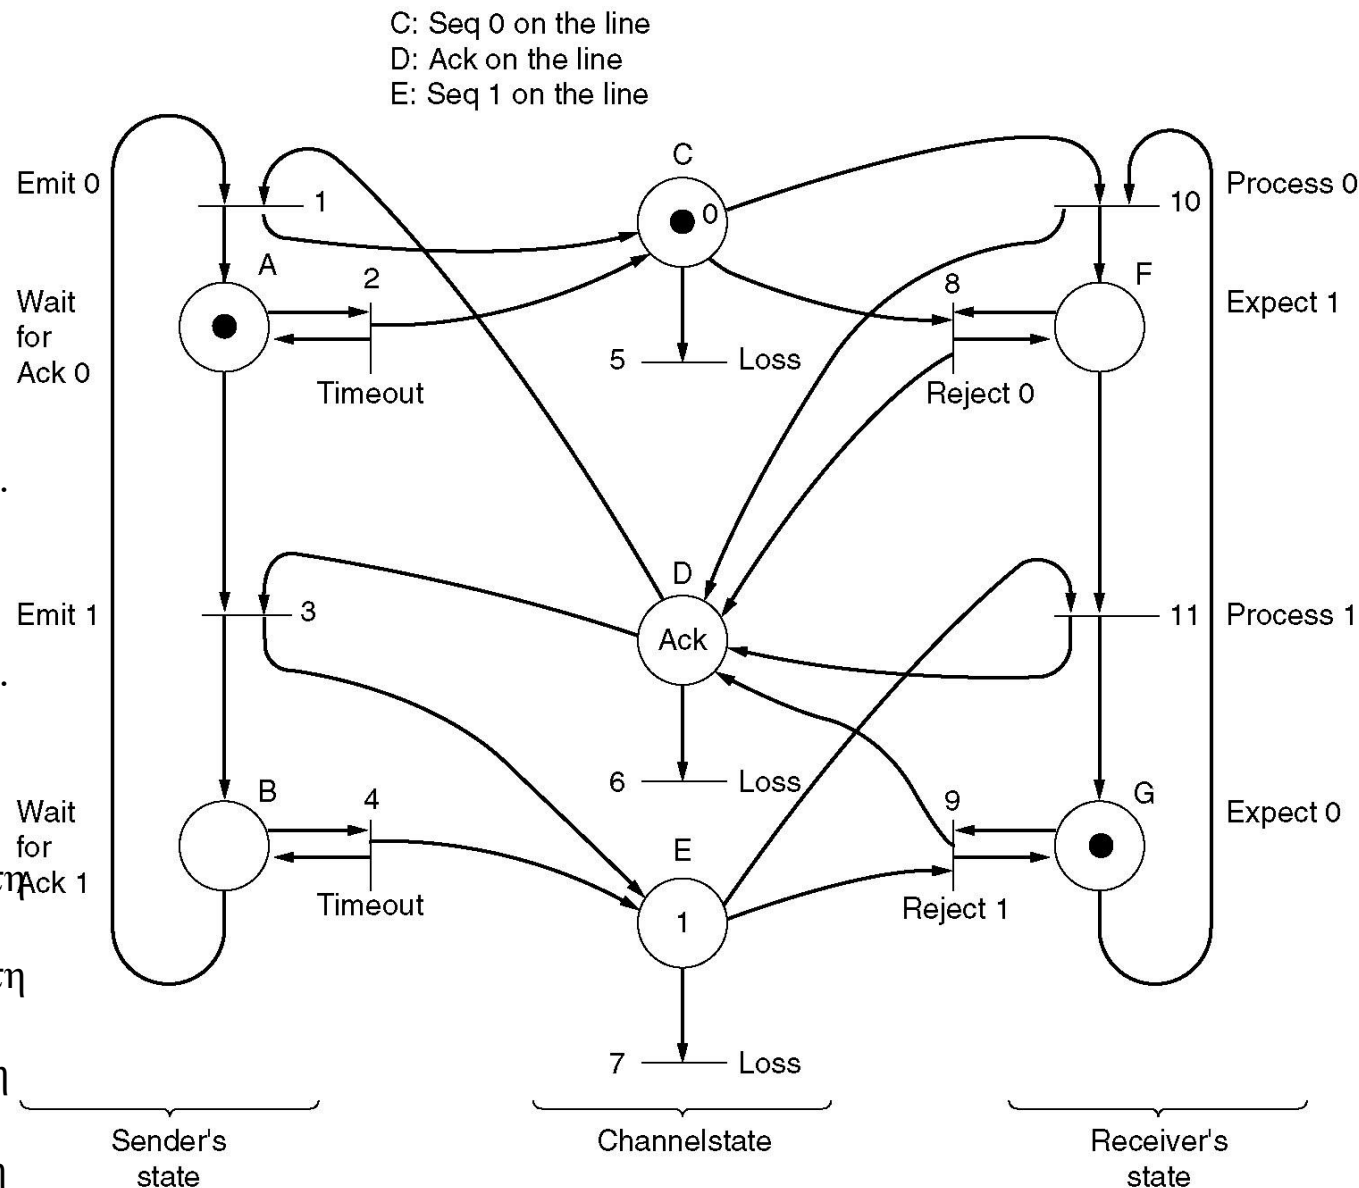 C: Seq 0 on the line
D: Ack on the line
E: Seq 1 on the line
C
Emit 0
1
0
10
Process 0
A
2
8
F
Wait
for
Ack 0
Expect 1
5
Loss
Timeout
Reject 0
.
D
Emit 1
3
Ack
11
Process 1
.
6
Loss
B
4
9
G
Wait
for
Ack 1
Expect 0
E
τη
Timeout
1
Reject 1
τη
7
Loss
η
Sender's
state
Channelstate
Receiver's
state
η